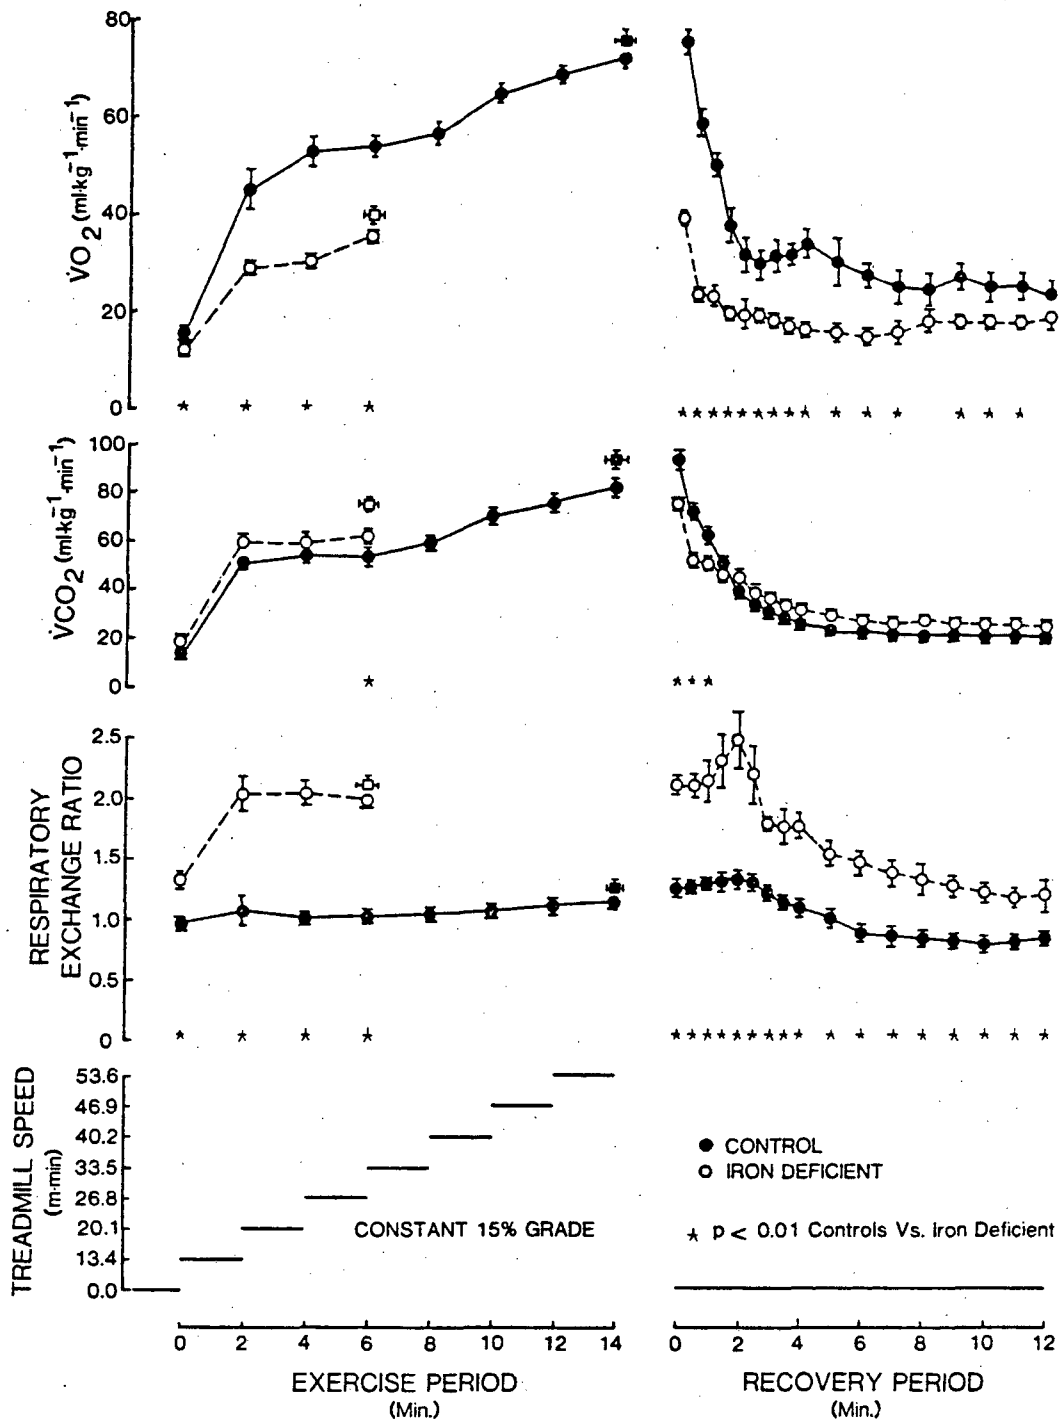 80
60
40
20
0
V̇O2 (ml·kg⁻¹·min⁻¹)
100
80
60
40
20
0
V̇CO2 (ml·kg⁻¹·min⁻¹)
2.5
2.0
1.5
1.0
0.5
0
RESPIRATORY
EXCHANGE RATIO
53.6
46.9
40.2
33.5
26.8
20.1
13.4
0.0
TREADMILL SPEED
(m·min)
CONSTANT 15% GRADE
● CONTROL
○ IRON DEFICIENT
* p < 0.01 Controls Vs. Iron Deficient
0 2 4 6 8 10 12 14
EXERCISE PERIOD
(Min.)
0 2 4 6 8 10 12
RECOVERY PERIOD
(Min.)